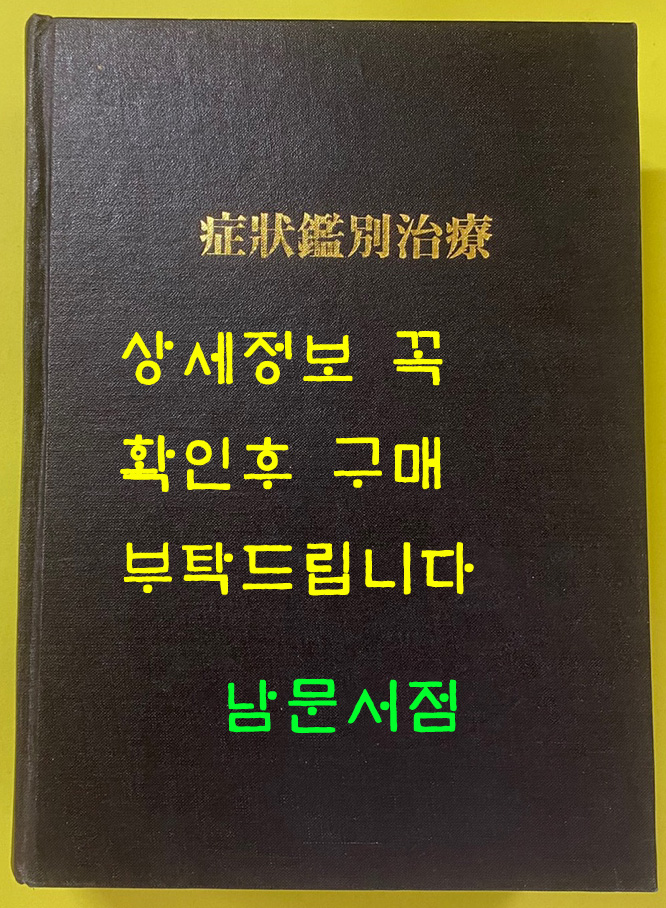 症狀鑑別治療
상세정보 꼭
확인후 구매
부탁드립니다
남문서점